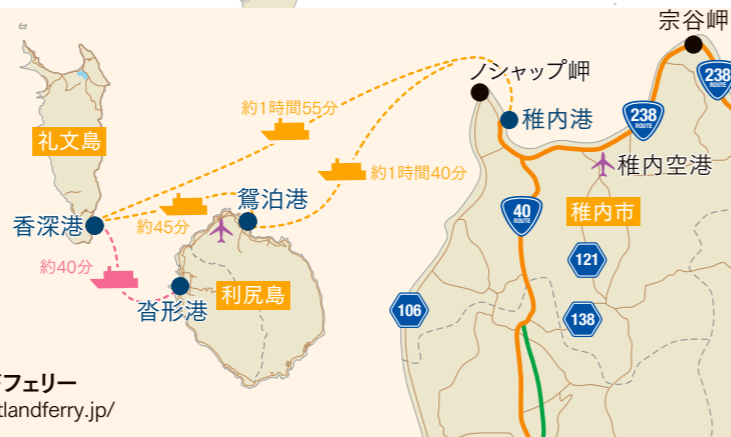 宗谷岬
ノシャップ岬
238
ROUTE
238
ROUTE
約1時間55分
稚内港
礼文島
約1時間40分
稚内空港
鴛泊港
40
ROUTE
稚内市
香深港
約45分
約40分
121
利尻島
沓形港
106
138
フェリー
tlandferry.jp/